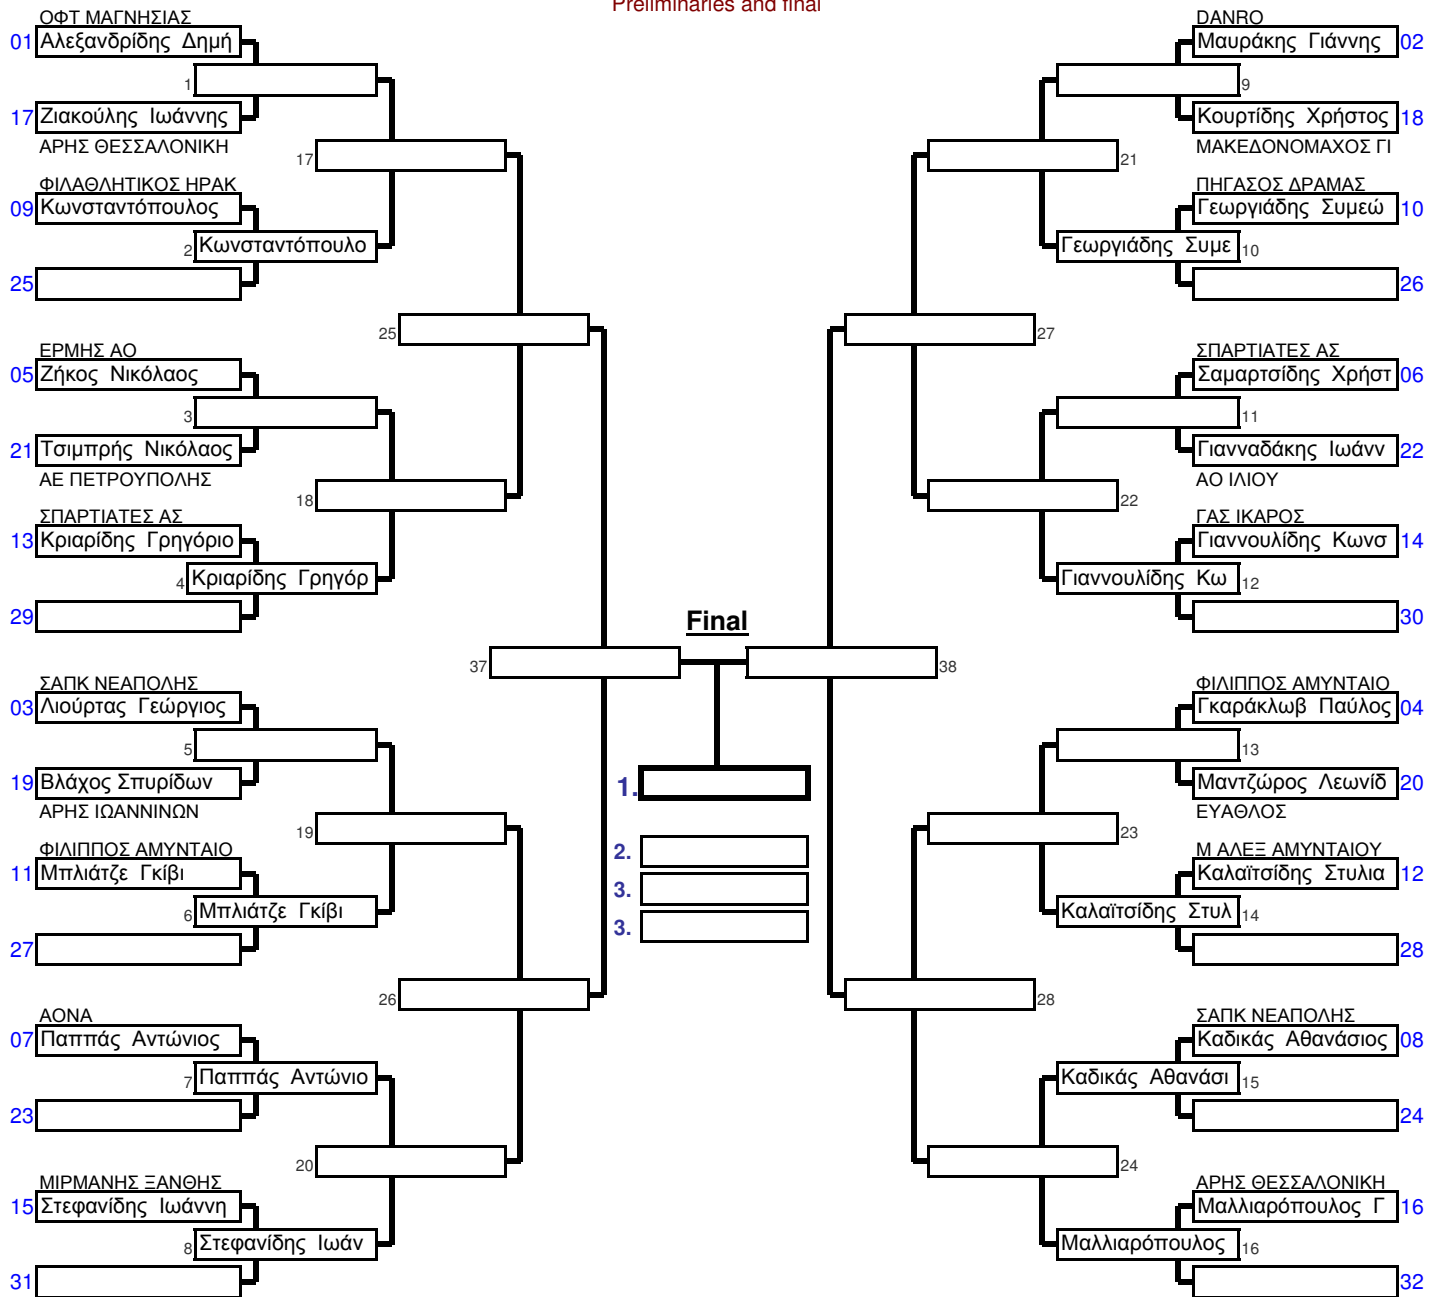 Preliminaries and final
ΟΦΤ ΜΑΓΝΗΣΙΑΣ
01 Αλεξανδρίδης Δημή
1
17 Ζιακούλης Ιωάννης
ΑΡΗΣ ΘΕΣΣΑΛΟΝΙΚΗ
17
ΦΙΛΑΘΛΗΤΙΚΟΣ ΗΡΑΚ
09 Κωνσταντόπουλος
2 Κωνσταντόπουλο
25
25
ΕΡΜΗΣ ΑΟ
05 Ζήκος Νικόλαος
3
21 Τσιμπρής Νικόλαος
ΑΕ ΠΕΤΡΟΥΠΟΛΗΣ
18
ΣΠΑΡΤΙΑΤΕΣ ΑΣ
13 Κριαρίδης Γρηγόριο
4 Κριαρίδης Γρηγόρ
29
37
ΣΑΠΚ ΝΕΑΠΟΛΗΣ
03 Λιούρτας Γεώργιος
5
19 Βλάχος Σπυρίδων
ΑΡΗΣ ΙΩΑΝΝΙΝΩΝ
19
ΦΙΛΙΠΠΟΣ ΑΜΥΝΤΑΙΟ
11 Μπλιάτζε Γκίβι
6 Μπλιάτζε Γκίβι
27
26
ΑΟΝΑ
07 Παππάς Αντώνιος
7 Παππάς Αντώνιο
23
20
ΜΙΡΜΑΝΗΣ ΞΑΝΘΗΣ
15 Στεφανίδης Ιωάννη
8 Στεφανίδης Ιωάν
31
Final
1.
2.
3.
3.
DANRO
Μαυράκης Γιάννης 02
9
Κουρτίδης Χρήστος 18
ΜΑΚΕΔΟΝΟΜΑΧΟΣ ΓΙ
21
ΠΗΓΑΣΟΣ ΔΡΑΜΑΣ
Γεωργιάδης Συμεώ 10
Γεωργιάδης Συμε 10
26
27
ΣΠΑΡΤΙΑΤΕΣ ΑΣ
Σαμαρτσίδης Χρήστ 06
11
Γιανναδάκης Ιωάνν 22
ΑΟ ΙΛΙΟΥ
22
ΓΑΣ ΙΚΑΡΟΣ
Γιαννουλίδης Κωνσ 14
Γιαννουλίδης Κω 12
30
38
ΦΙΛΙΠΠΟΣ ΑΜΥΝΤΑΙΟ
Γκαράκλωβ Παύλος 04
13
Μαντζώρος Λεωνίδ 20
ΕΥΑΘΛΟΣ
23
Μ ΑΛΕΞ ΑΜΥΝΤΑΙΟΥ
Καλαϊτσίδης Στυλια 12
Καλαϊτσίδης Στυλ 14
28
28
ΣΑΠΚ ΝΕΑΠΟΛΗΣ
Καδικάς Αθανάσιος 08
Καδικάς Αθανάσι 15
24
24
ΑΡΗΣ ΘΕΣΣΑΛΟΝΙΚΗ
Μαλλιαρόπουλος Γ 16
Μαλλιαρόπουλος 16
32